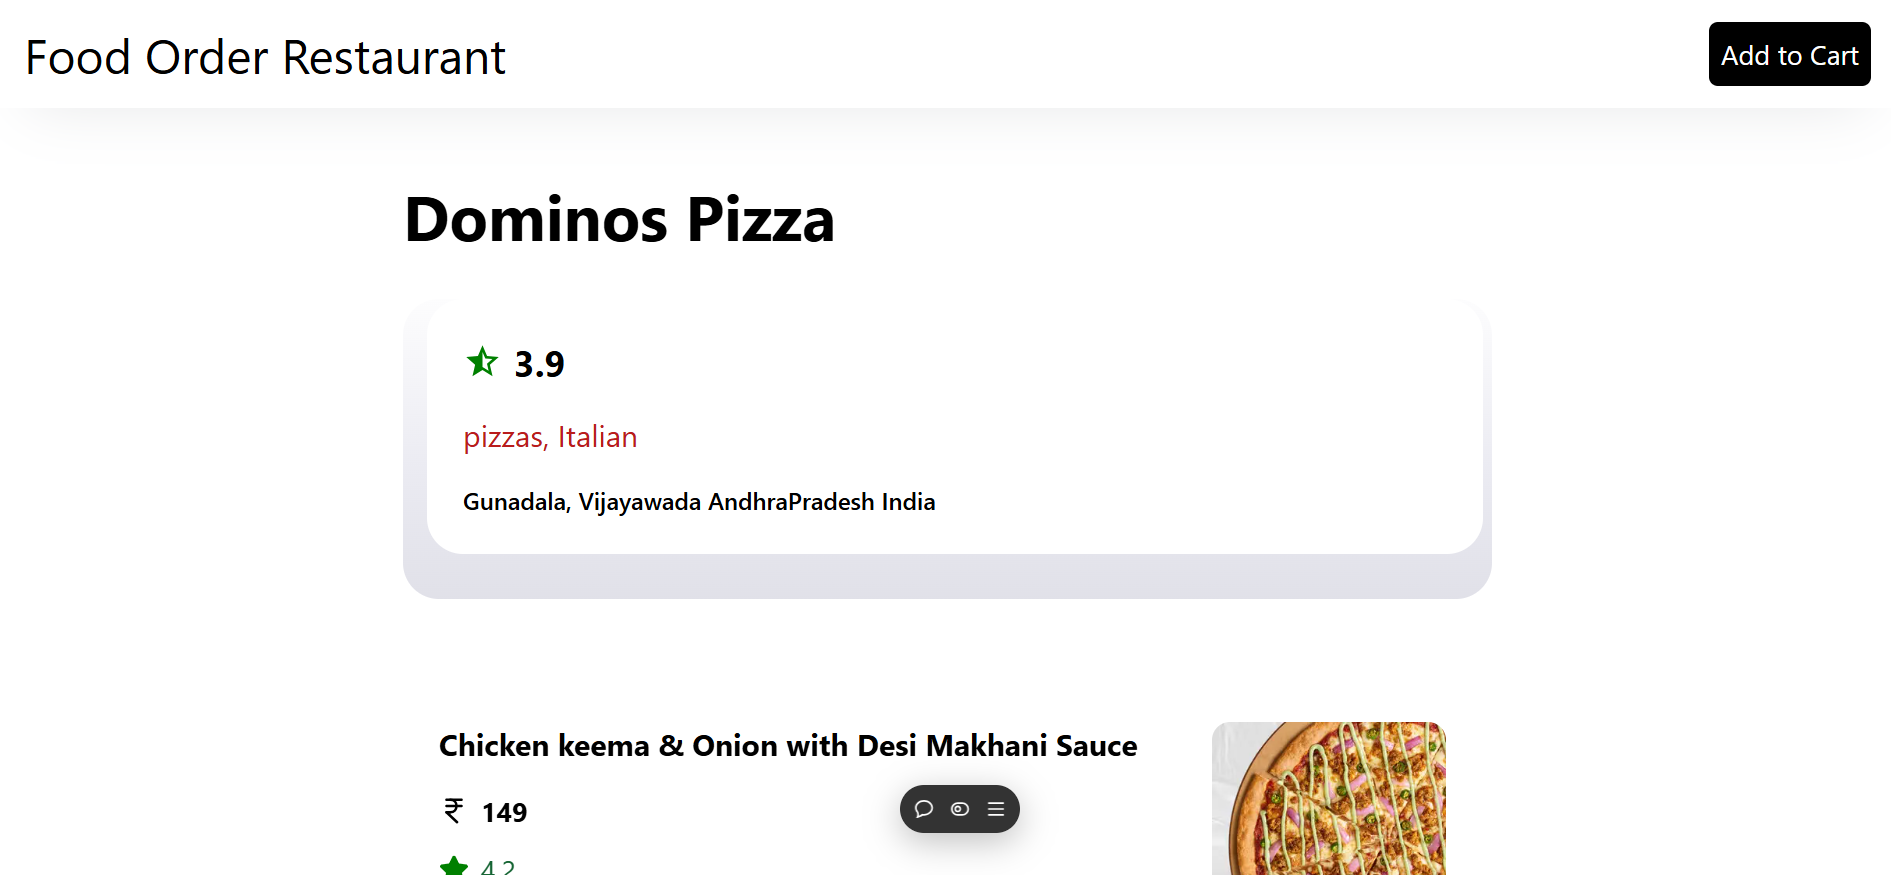 Food Order Restaurant
Add to Cart
Dominos Pizza
3.9
pizzas, Italian
Gunadala, Vijayawada AndhraPradesh India
Chicken keema & Onion with Desi Makhani Sauce
₹ 149
4.2